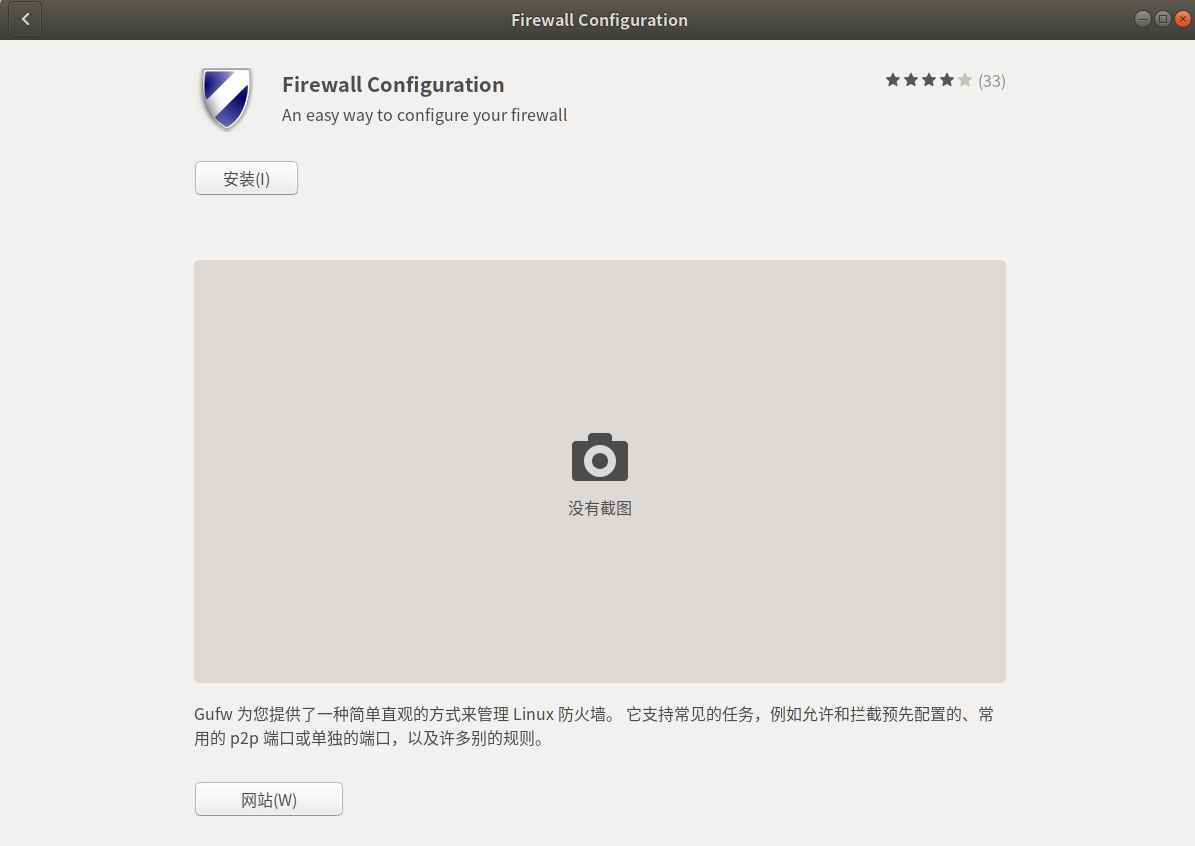 Firewall Configuration
Firewall Configuration
(33)
An easy way to configure your firewall
安装(I)
没有截图
Gufw 为您提供了一种简单直观的方式来管理 Linux 防火墙。 它支持常见的任务，例如允许和拦截预先配置的、常
用的 p2p 端口或单独的端口，以及许多别的规则。
网站(W)